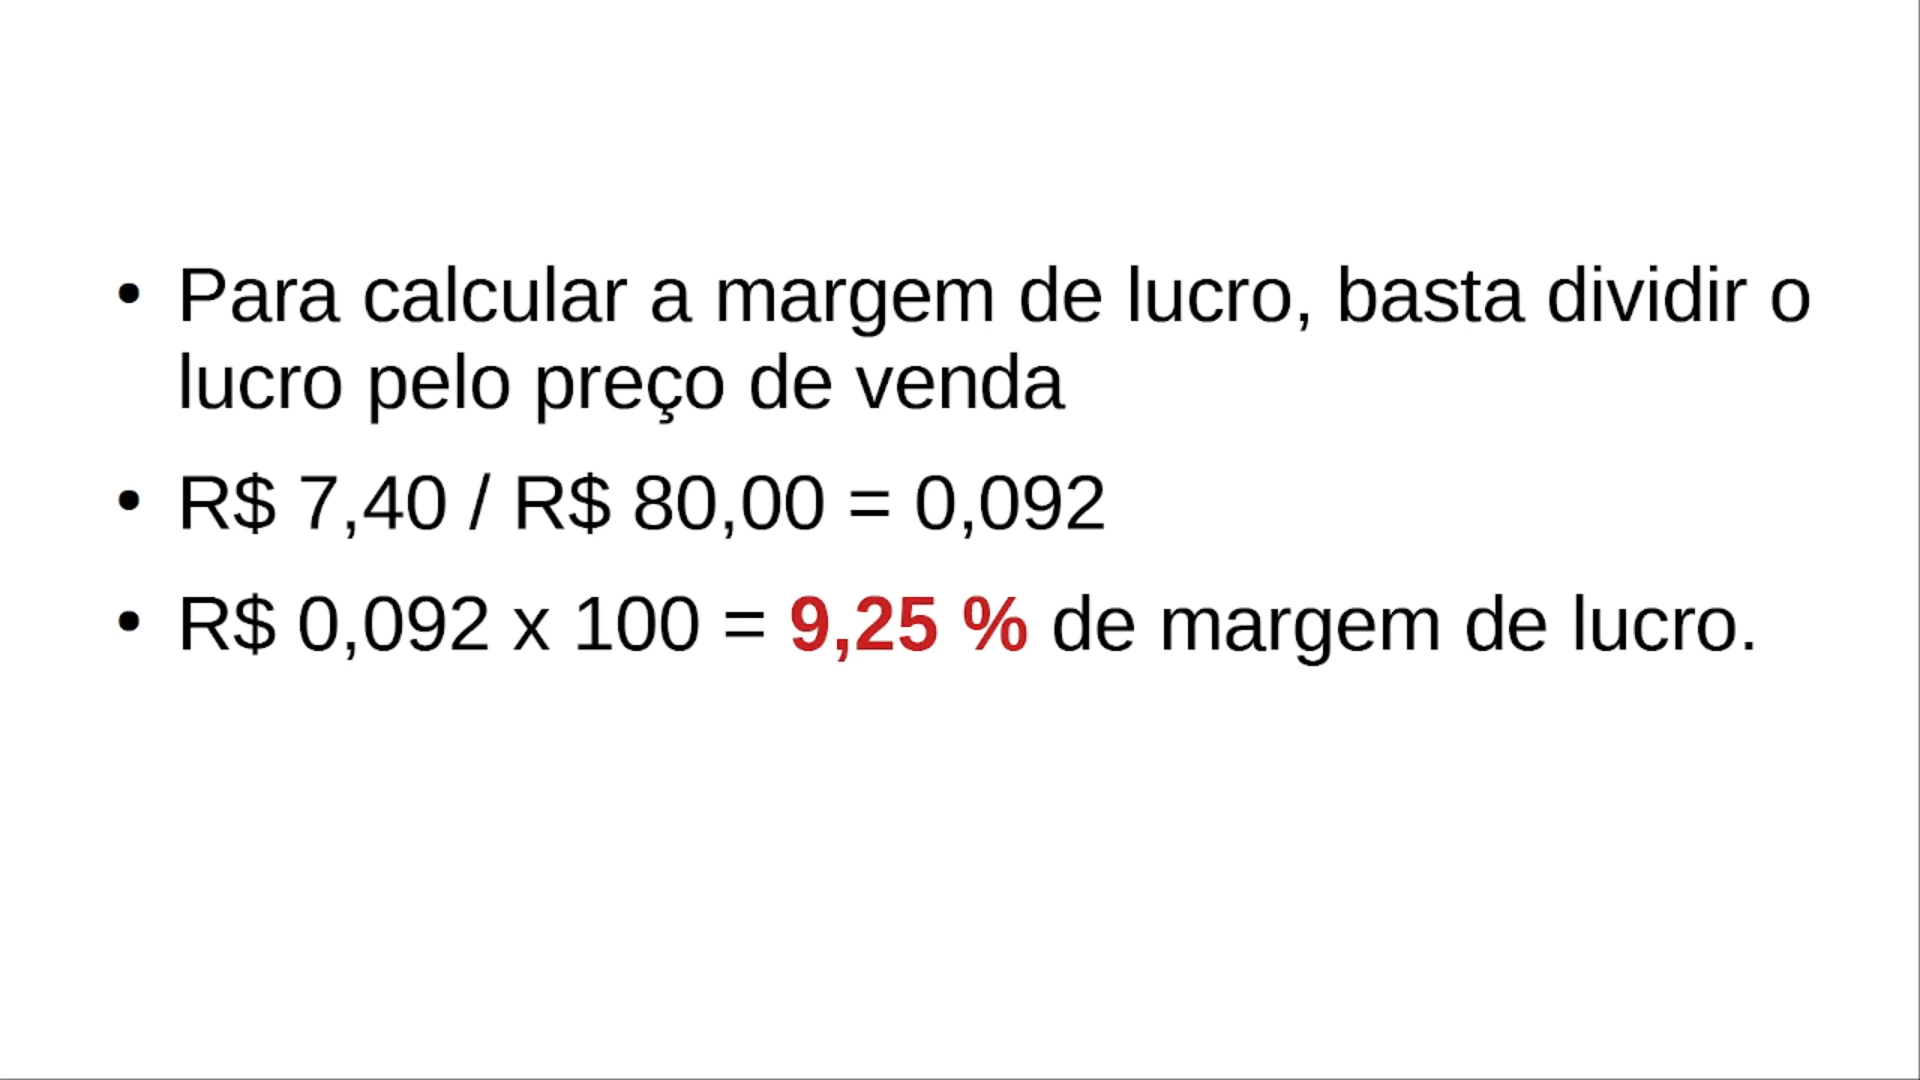 • Para calcular a margem de lucro, basta dividir o
lucro pelo preço de venda
• R$ 7,40 / R$ 80,00 = 0,092
• R$ 0,092 x 100 = 9,25 % de margem de lucro.